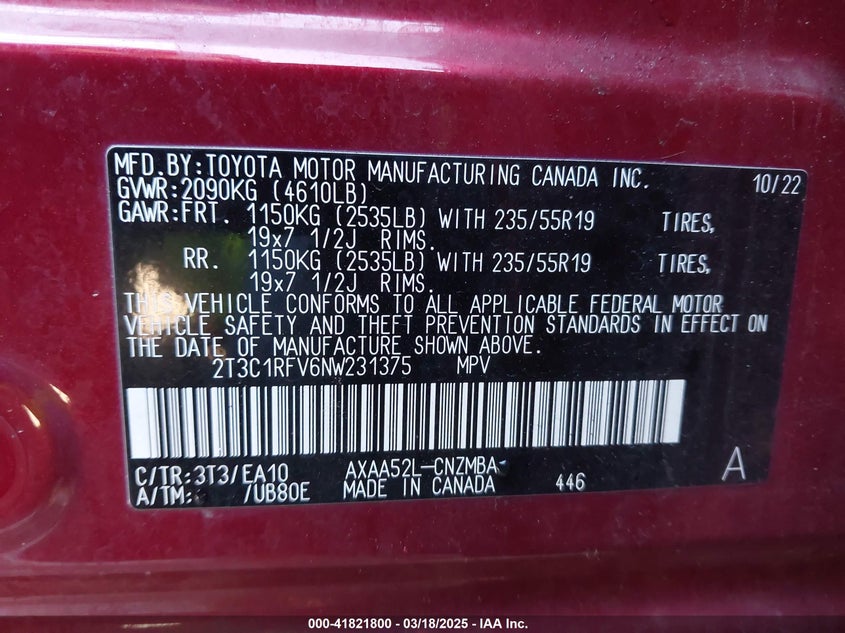 MFD.BY:TOYOTA MOTOR MANUFACTURING CANADA INC. 10/22
GVWR:2090KG (4610LB)
GAWR:FRT. 1150KG (2535LB) WITH 235/55R19 TIRES,
19x7 1/2J RIMS.
RR. 1150KG (2535LB) WITH 235/55R19 TIRES,
19x7 1/2J RIMS.
THIS VEHICLE CONFORMS TO ALL APPLICABLE FEDERAL MOTOR
VEHICLE SAFETY AND THEFT PREVENTION STANDARDS IN EFFECT ON
THE DATE OF MANUFACTURE SHOWN ABOVE.
2T3C1RFV6NW231375 MPV
C/TR:3T3/EA10 AXAA52L-CNZMBA A
A/TM: /UB80E MADE IN CANADA 446
000-41821800 - 03/18/2025 - IAA Inc.